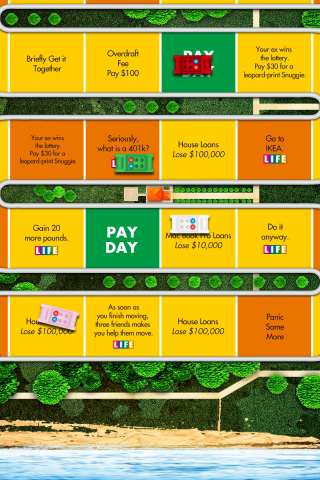 Briefly Get it
Together
Overdraft
Fee
Pay $100
PAY
DAY
Your ex wins
the lottery.
Pay $30 for a
leopard-print Snuggie.
Your ex wins
the lottery.
Pay $30 for a
leopard-print Snuggie.
Seriously,
what is a 401k?
House Loans
Lose $100,000
Go to
IKEA.
LIFE
Gain 20
more pounds.
LIFE
PAY
DAY
Mac Book Pro Loans
Lose $10,000
Do it
anyway.
LIFE
Lose $100,000
As soon as
you finish moving,
three friends makes
you help them move.
LIFE
House Loans
Lose $100,000
Panic
Some
More